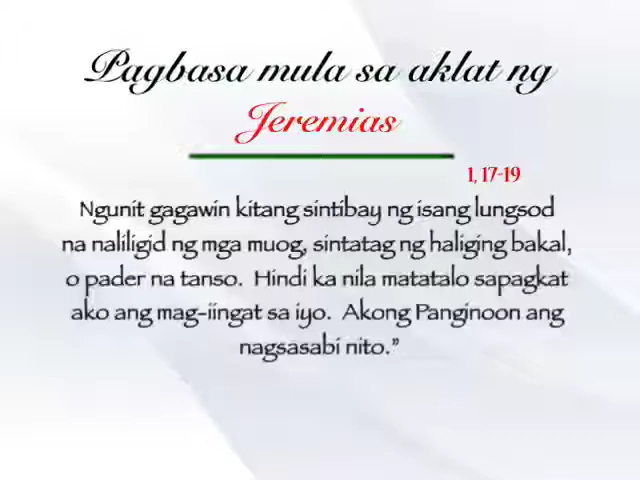 Pagbasa mula sa aklat ng
Jeremias
1, 17-19
Ngunit gagawin kitang sintibay ng isang lungsod
na naliligid ng mga muog, sintatag ng haliging bakal,
o pader na tanso. Hindi ka nila matatalo sapagkat
ako ang mag-iingat sa iyo. Akong Panginoon ang
nagsasabi nito.”